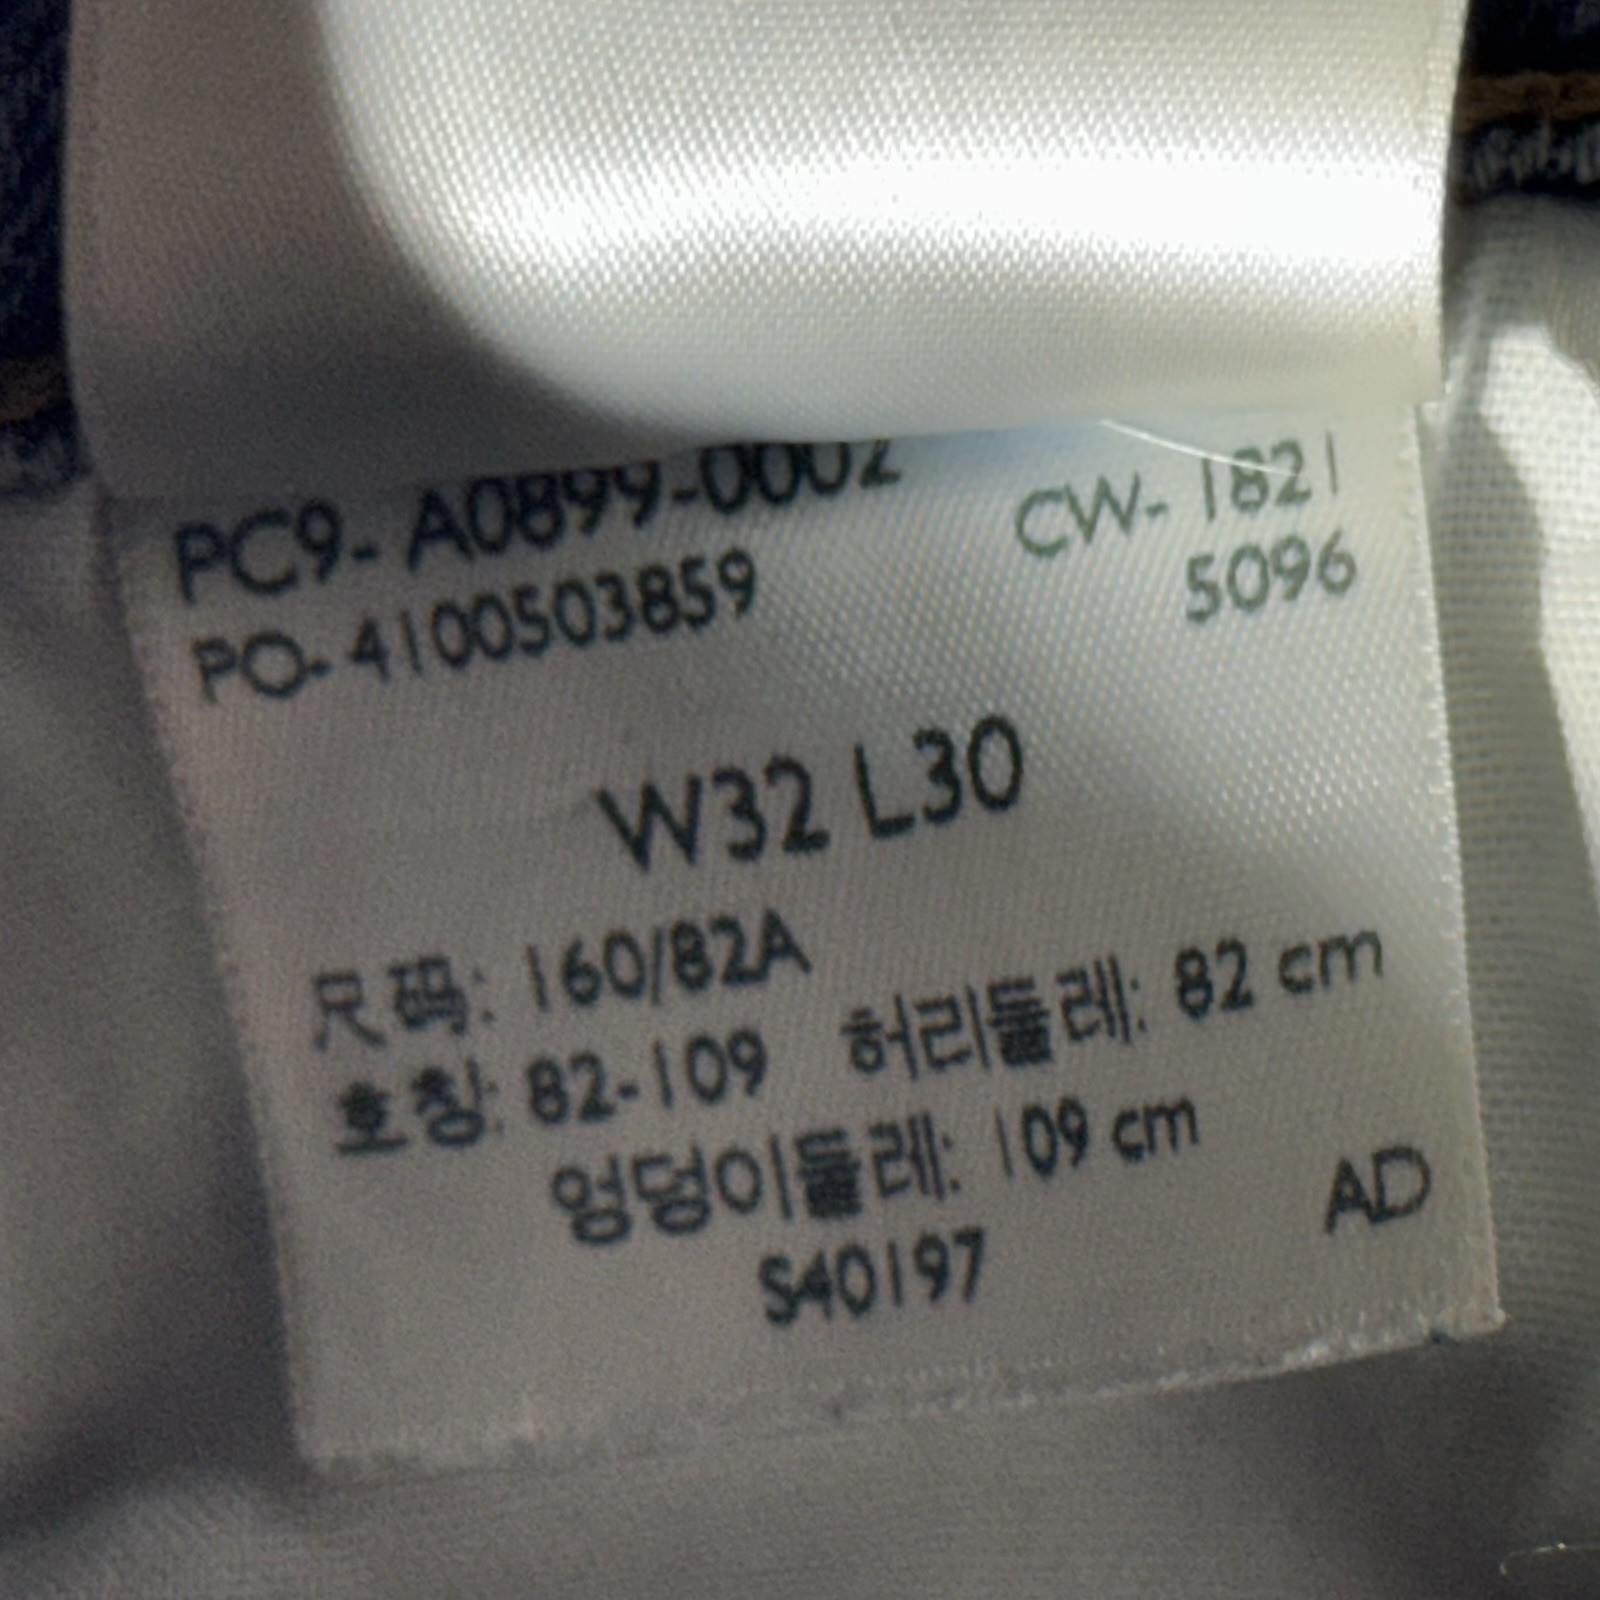 PC9- A0899-0002 CW- 1821
PO- 4100503859 5096
W32 L30
尺码: 160/82A
호칭: 82-109 허리둘레: 82 cm
엉덩이둘레: 109 cm
AD
S40197